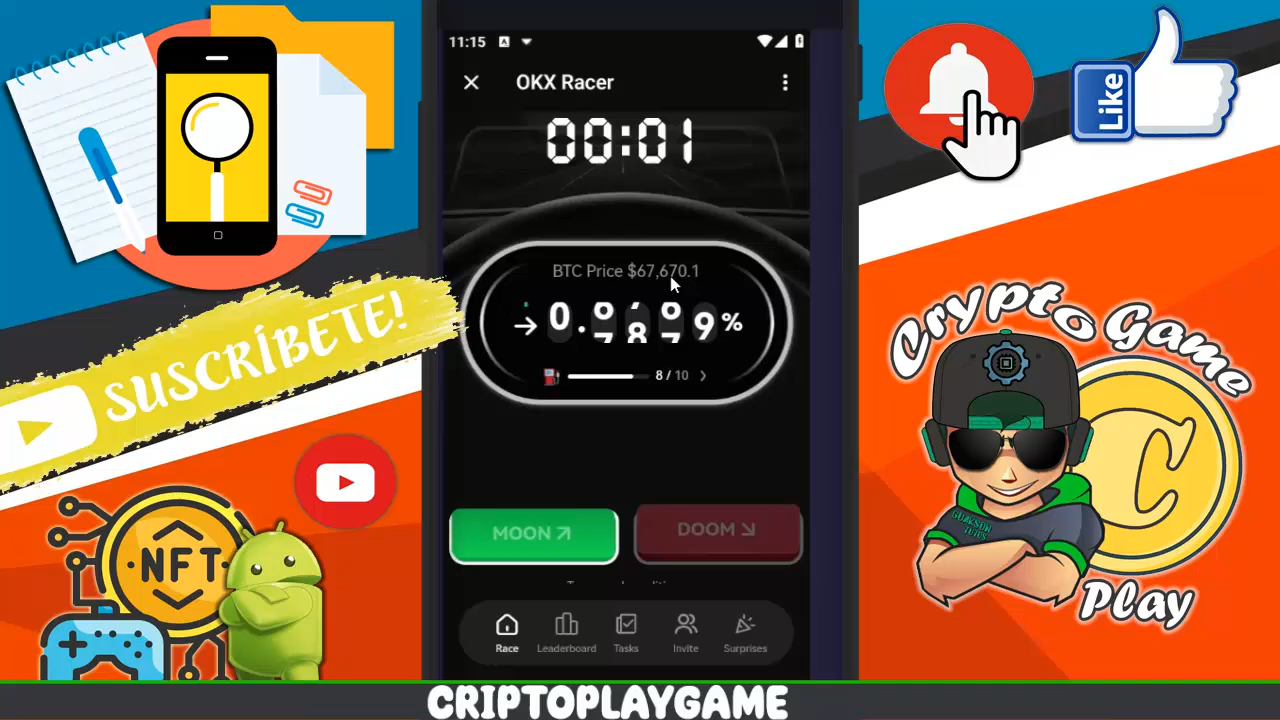 11:15
OKX Racer
00:01
BTC Price $67,670.1
8 / 10
MOON
DOOM
Race
Leaderboard
Tasks
Invite
Surprises
Like
SUSCRÍBETE!
NFT
Crypto Game
C
Play
CRIPTOPLAYGAME